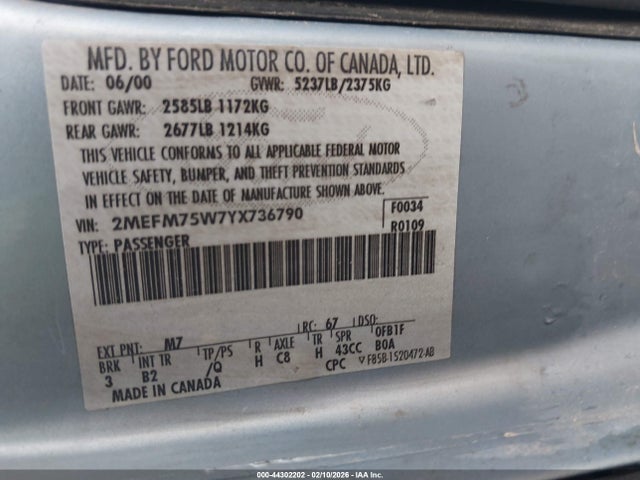 MFD. BY FORD MOTOR CO. OF CANADA, LTD.
DATE: 06/00 GVWR: 5237LB/2375KG
FRONT GAWR: 2585LB 1172KG
REAR GAWR: 2677LB 1214KG
THIS VEHICLE CONFORMS TO ALL APPLICABLE FEDERAL MOTOR
VEHICLE SAFETY, BUMPER, AND THEFT PREVENTION STANDARDS
IN EFFECT ON THE DATE OF MANUFACTURE SHOWN ABOVE.
VIN: 2MEFM75W7YX736790 F0034
TYPE: PASSENGER R0109
EXT PNT: M7 RC: 67 DSO: 0FB1F
BRK INT TR TP/PS R AXLE TR SPR B0A
3 B2 /Q H C8 H 43CC
MADE IN CANADA CPC F85B-1520472-AB
000-44302202 - 02/10/2026 - IAA Inc.